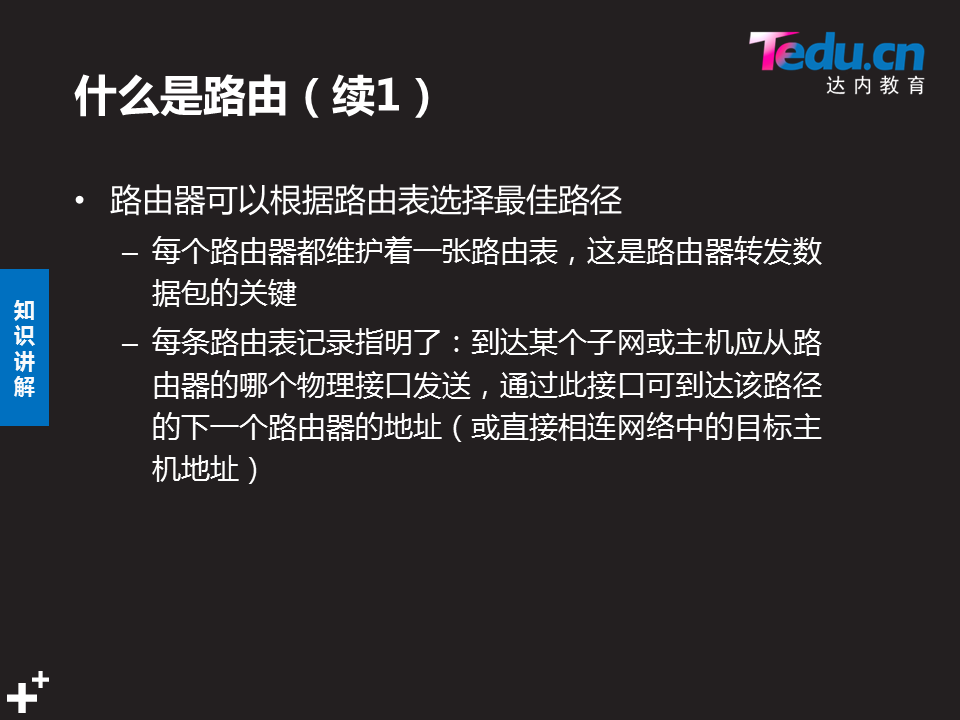 Tedu.cn
达内教育
什么是路由（续1）
• 路由器可以根据路由表选择最佳路径
– 每个路由器都维护着一张路由表，这是路由器转发数
据包的关键
– 每条路由表记录指明了：到达某个子网或主机应从路
由器的哪个物理接口发送，通过此接口可到达该路径
的下一个路由器的地址（或直接相连网络中的目标主
机地址）
知
识
讲
解